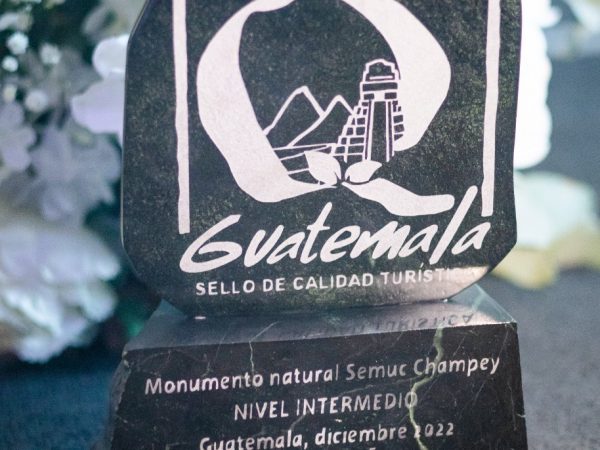 Guatemala
SELLO DE CALIDAD TURÍSTICA
Monumento natural Semuc Champey
NIVEL INTERMEDIO
Guatemala, diciembre 2022